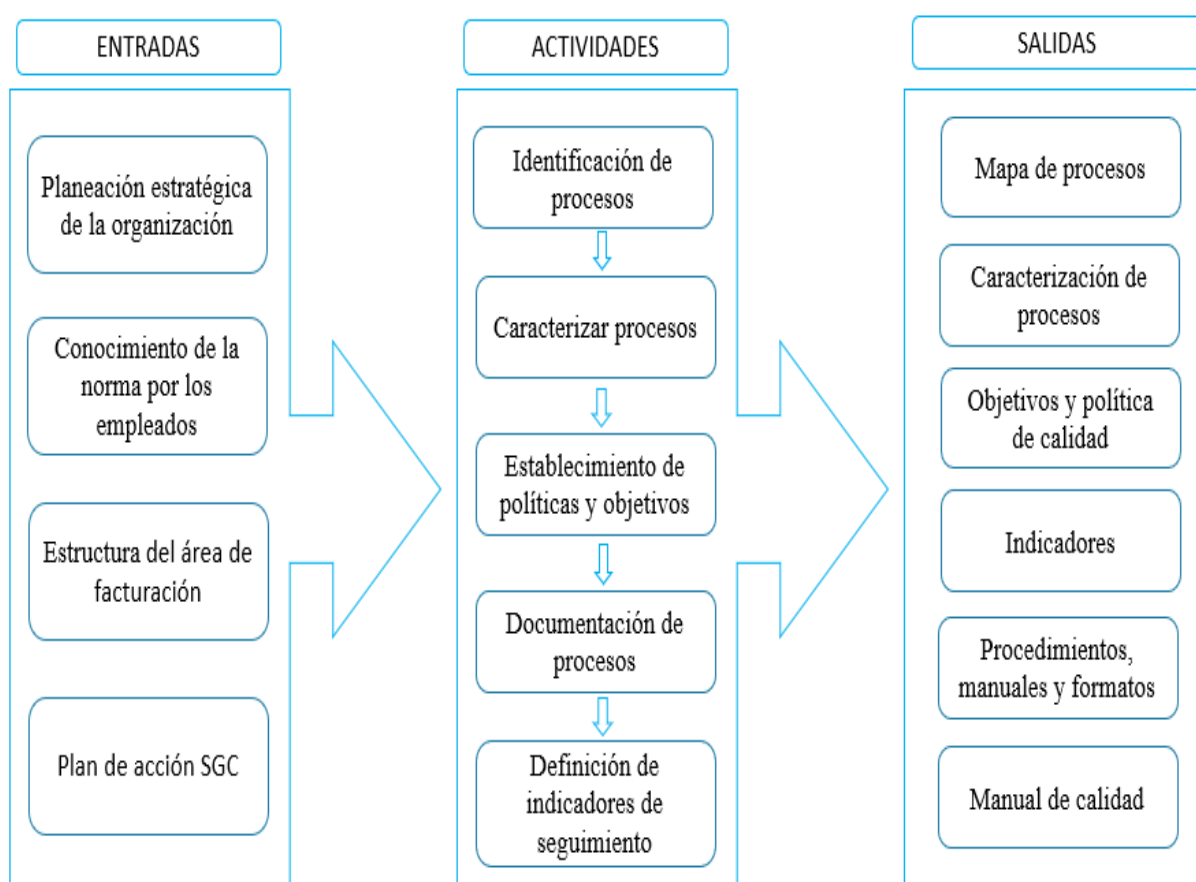 ENTRADAS
Planeación estratégica
de la organización
Conocimiento de la
norma por los
empleados
Estructura del área de
facturación
Plan de acción SGC
ACTIVIDADES
Identificación de
procesos
Caracterizar procesos
Establecimiento de
políticas y objetivos
Documentación de
procesos
Definición de
indicadores de
seguimiento
SALIDAS
Mapa de procesos
Caracterización de
procesos
Objetivos y política
de calidad
Indicadores
Procedimientos,
manuales y formatos
Manual de calidad